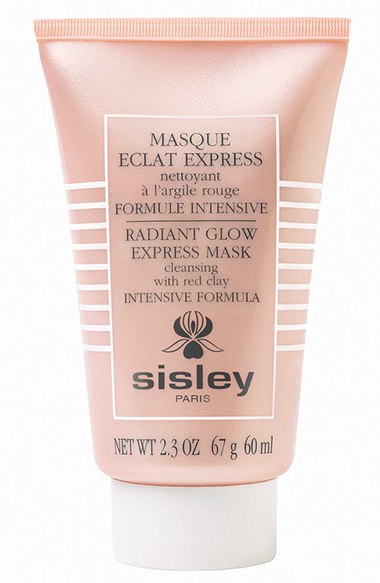 MASQUE
ECLAT EXPRESS
nettoyant
à l'argile rouge
FORMULE INTENSIVE
RADIANT GLOW
EXPRESS MASK
cleansing
with red clay
INTENSIVE FORMULA
sisley
PARIS
NET WT 2.3 OZ 67 g 60 ml